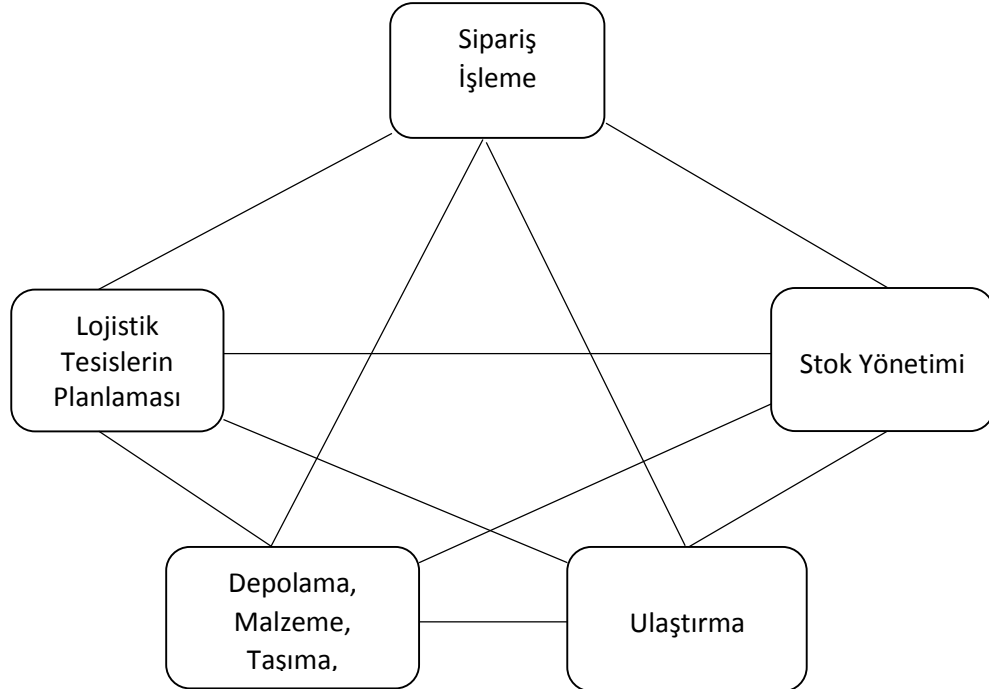 Sipariş
İşleme
Lojistik
Tesislerin
Planlaması
Stok Yönetimi
Depolama,
Malzeme,
Taşıma,
Ulaştırma